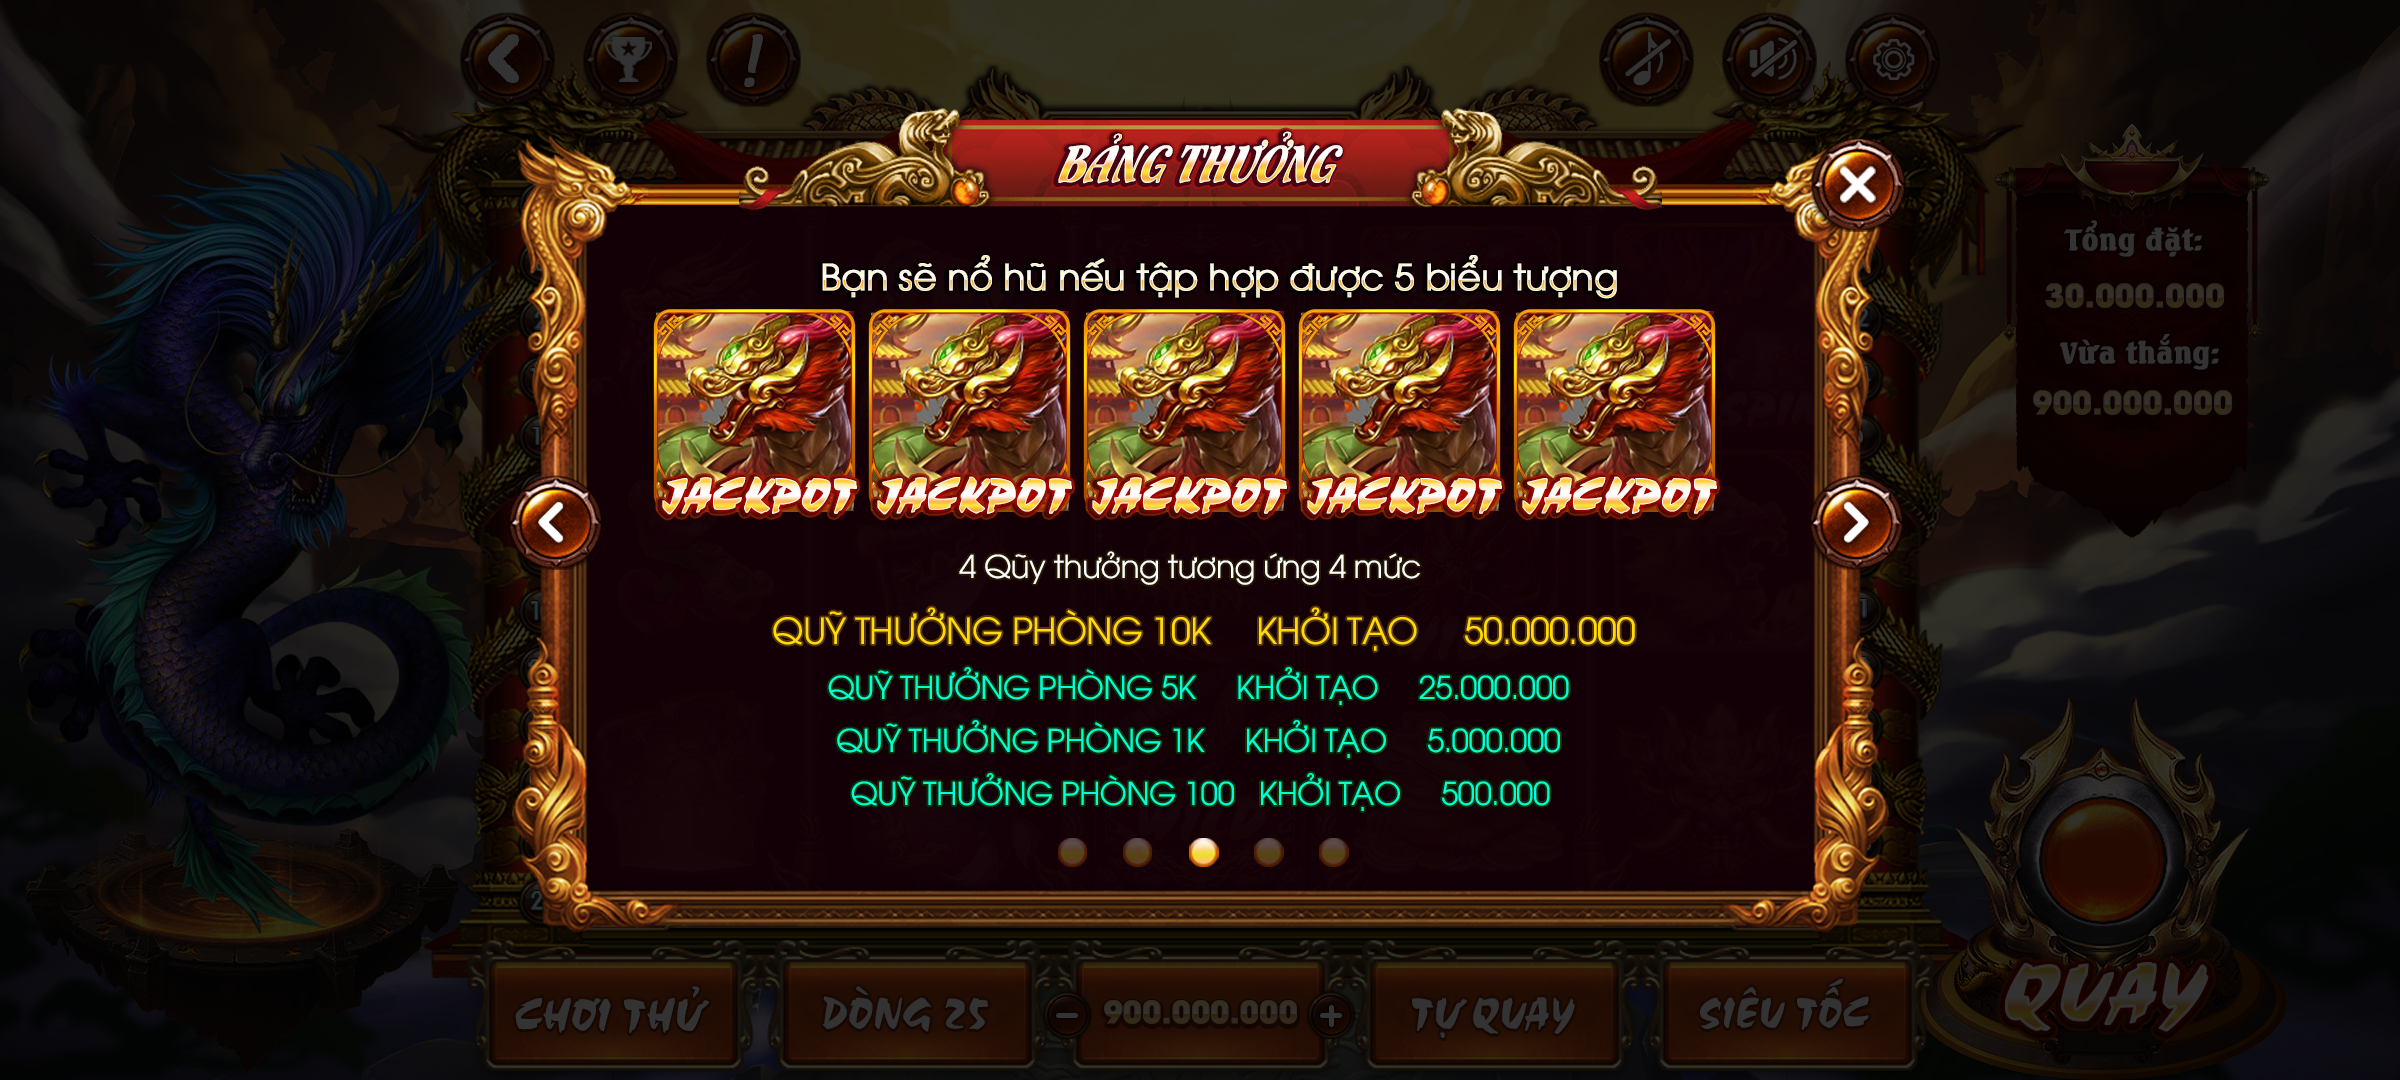 BẢNG THƯỞNG
Tổng đặt:
30.000.000
Vừa thắng:
900.000.000
Bạn sẽ nổ hũ nếu tập hợp được 5 biểu tượng
JACKPOT JACKPOT JACKPOT JACKPOT JACKPOT
4 Qũy thưởng tương ứng 4 mức
QUỸ THƯỞNG PHÒNG 10K KHỞI TẠO 50.000.000
QUỸ THƯỞNG PHÒNG 5K KHỞI TẠO 25.000.000
QUỸ THƯỞNG PHÒNG 1K KHỞI TẠO 5.000.000
QUỸ THƯỞNG PHÒNG 100 KHỞI TẠO 500.000
CHƠI THỬ DÒNG 25 900.000.000 TỰ QUAY SIÊU TỐC
QUAY